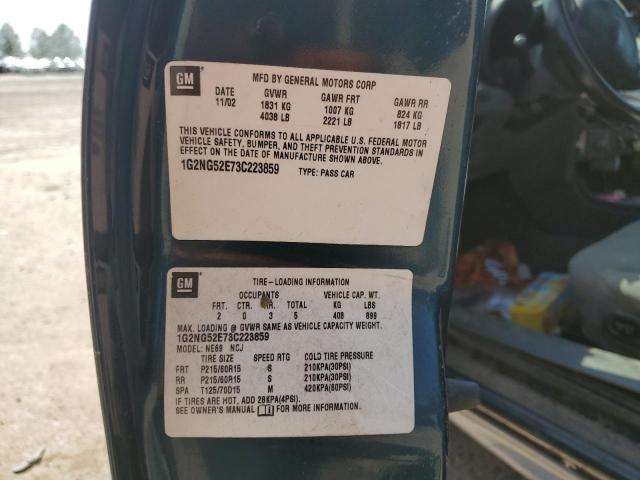 GM
MFD BY GENERAL MOTORS CORP
DATE GVWR GAWR FRT GAWR RR
11/02 1831 KG 1007 KG 824 KG
4038 LB 2221 LB 1817 LB
THIS VEHICLE CONFORMS TO ALL APPLICABLE U.S. FEDERAL MOTOR
VEHICLE SAFETY, BUMPER, AND THEFT PREVENTION STANDARDS IN
EFFECT ON THE DATE OF MANUFACTURE SHOWN ABOVE.
1G2NG52E73C223859 TYPE: PASS CAR
GM
TIRE-LOADING INFORMATION
OCCUPANTS VEHICLE CAP. WT.
FRT. CTR. RR. TOTAL KG LBS
2 0 3 5 408 899
MAX. LOADING @ GVWR SAME AS VEHICLE CAPACITY WEIGHT.
1G2NG52E73C223859
MODEL: NE69 NCJ
TIRE SIZE SPEED RTG COLD TIRE PRESSURE
FRT P215/60R15 S 210KPA(30PSI)
RR P215/60R15 S 210KPA(30PSI)
SPA T125/70D15 M 420KPA(60PSI)
IF TIRES ARE HOT, ADD 28KPA(4PSI).
SEE OWNER'S MANUAL FOR MORE INFORMATION.